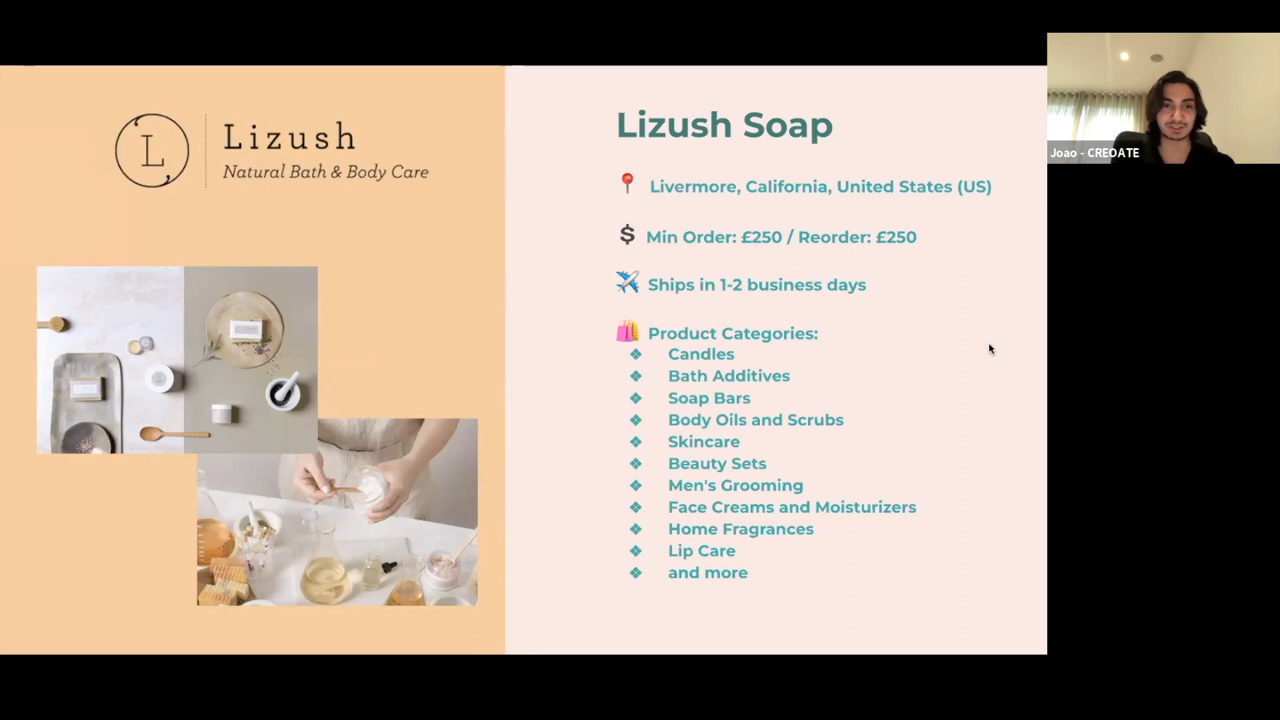 L
Lizush
Natural Bath & Body Care
Lizush Soap
Livermore, California, United States (US)
$ Min Order: £250 / Reorder: £250
Ships in 1-2 business days
Product Categories:
❖ Candles
❖ Bath Additives
❖ Soap Bars
❖ Body Oils and Scrubs
❖ Skincare
❖ Beauty Sets
❖ Men's Grooming
❖ Face Creams and Moisturizers
❖ Home Fragrances
❖ Lip Care
❖ and more
Joao - CREOATE